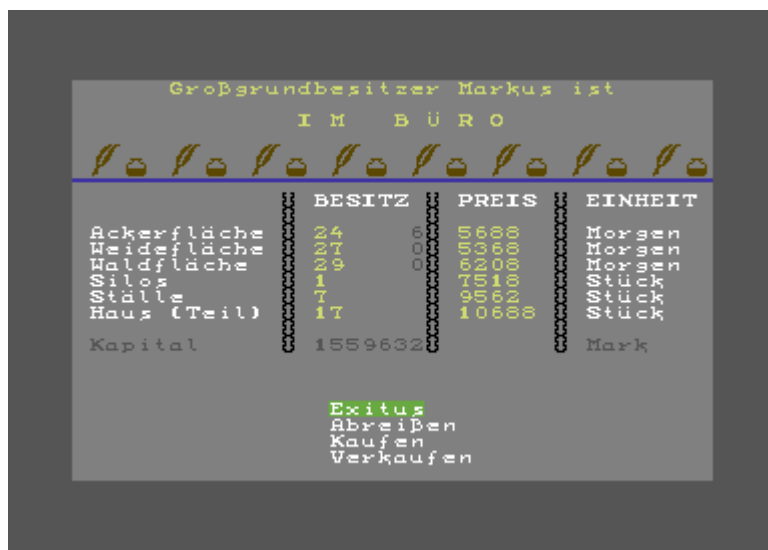 Großgrundbesitzer Markus ist
IM BÜRO
BESITZ PREIS EINHEIT
Ackerfläche 24 6 5688 Morgen
Weidefläche 27 0 5368 Morgen
Waldfläche 29 0 6208 Morgen
Silos 1 7518 Stück
Ställe 7 9562 Stück
Haus (Teil) 17 10688 Stück
Kapital 1559632 Mark
Exitus
Abreißen
Kaufen
Verkaufen